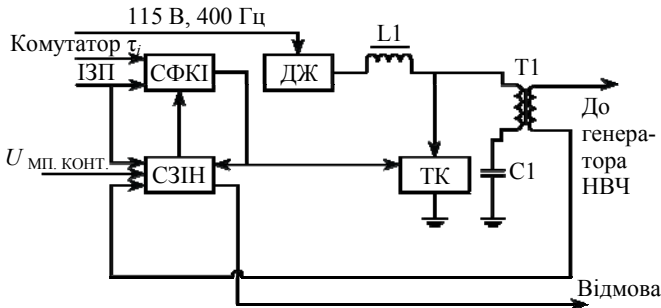 115 В, 400 Гц
L1
Комутатор τi
ІЗП
СФКІ
ДЖ
T1
До
генера-
тора
НВЧ
U МП. КОНТ.
СЗІН
ТК
C1
Відмова